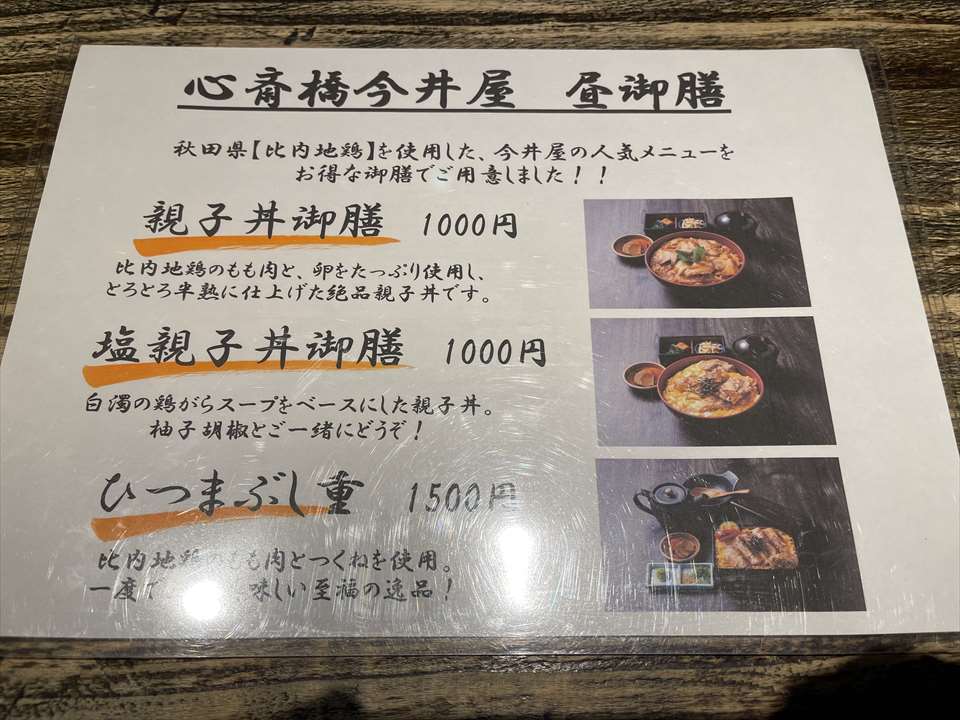 心斎橋今井屋 昼御膳
秋田県【比内地鶏】を使用した、今井屋の人気メニューを
お得な御膳でご用意しました！！
親子丼御膳 1000円
比内地鶏のもも肉と、卵をたっぷり使用し、
とろとろ半熟に仕上げた絶品親子丼です。
塩親子丼御膳 1000円
白濁の鶏がらスープをベースにした親子丼。
柚子胡椒とご一緒にどうぞ！
ひつまぶし重 1500円
比内地鶏のもも肉とつくねを使用。
一度で 味しい至福の逸品！